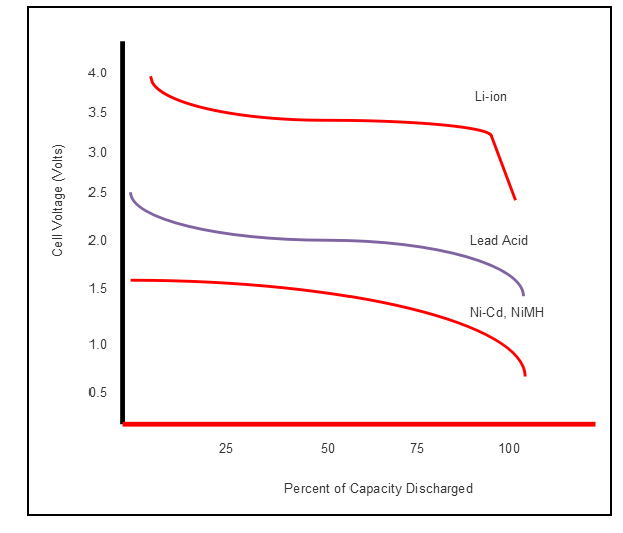 4.0
Li-ion
3.5
3.0
2.5
Cell Voltage (Volts)
2.0
Lead Acid
1.5
Ni-Cd, NiMH
1.0
0.5
25 50 75 100
Percent of Capacity Discharged